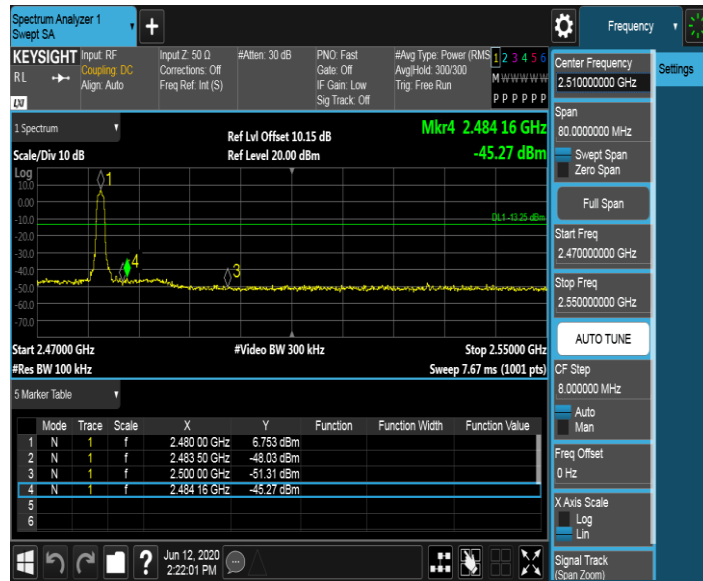 Spectrum Analyzer 1
Swept SA
+
Frequency
KEYSIGHT
RL
LXI
Input: RF
Coupling: DC
Align: Auto
Input Z: 50 Ω
Corrections: Off
Freq Ref: Int (S)
#Atten: 30 dB
PNO: Fast
Gate: Off
IF Gain: Low
Sig Track: Off
#Avg Type: Power (RMS
Avg|Hold: 300/300
Trig: Free Run
1 2 3 4 5 6
M W W W W W
P P P P P P
1 Spectrum
Scale/Div 10 dB
Ref Lvl Offset 10.15 dB
Ref Level 20.00 dBm
Mkr4 2.484 16 GHz
-45.27 dBm
Log
10.0
0.00
-10.0
-20.0
-30.0
-40.0
-50.0
-60.0
-70.0
1
4
3
DL1 -13.25 dBm
Start 2.47000 GHz
#Res BW 100 kHz
#Video BW 300 kHz
Stop 2.55000 GHz
Sweep 7.67 ms (1001 pts)
5 Marker Table
Mode Trace Scale X Y Function Function Width Function Value
1 N 1 f 2.480 00 GHz 6.753 dBm
2 N 1 f 2.483 50 GHz -48.03 dBm
3 N 1 f 2.500 00 GHz -51.31 dBm
4 N 1 f 2.484 16 GHz -45.27 dBm
5
6
?
Jun 12, 2020
2:22:01 PM
Center Frequency
2.510000000 GHz
Span
80.0000000 MHz
Swept Span
Zero Span
Full Span
Start Freq
2.470000000 GHz
Stop Freq
2.550000000 GHz
AUTO TUNE
CF Step
8.000000 MHz
Auto
Man
Freq Offset
0 Hz
X Axis Scale
Log
Lin
Signal Track
(Span Zoom)
Settings